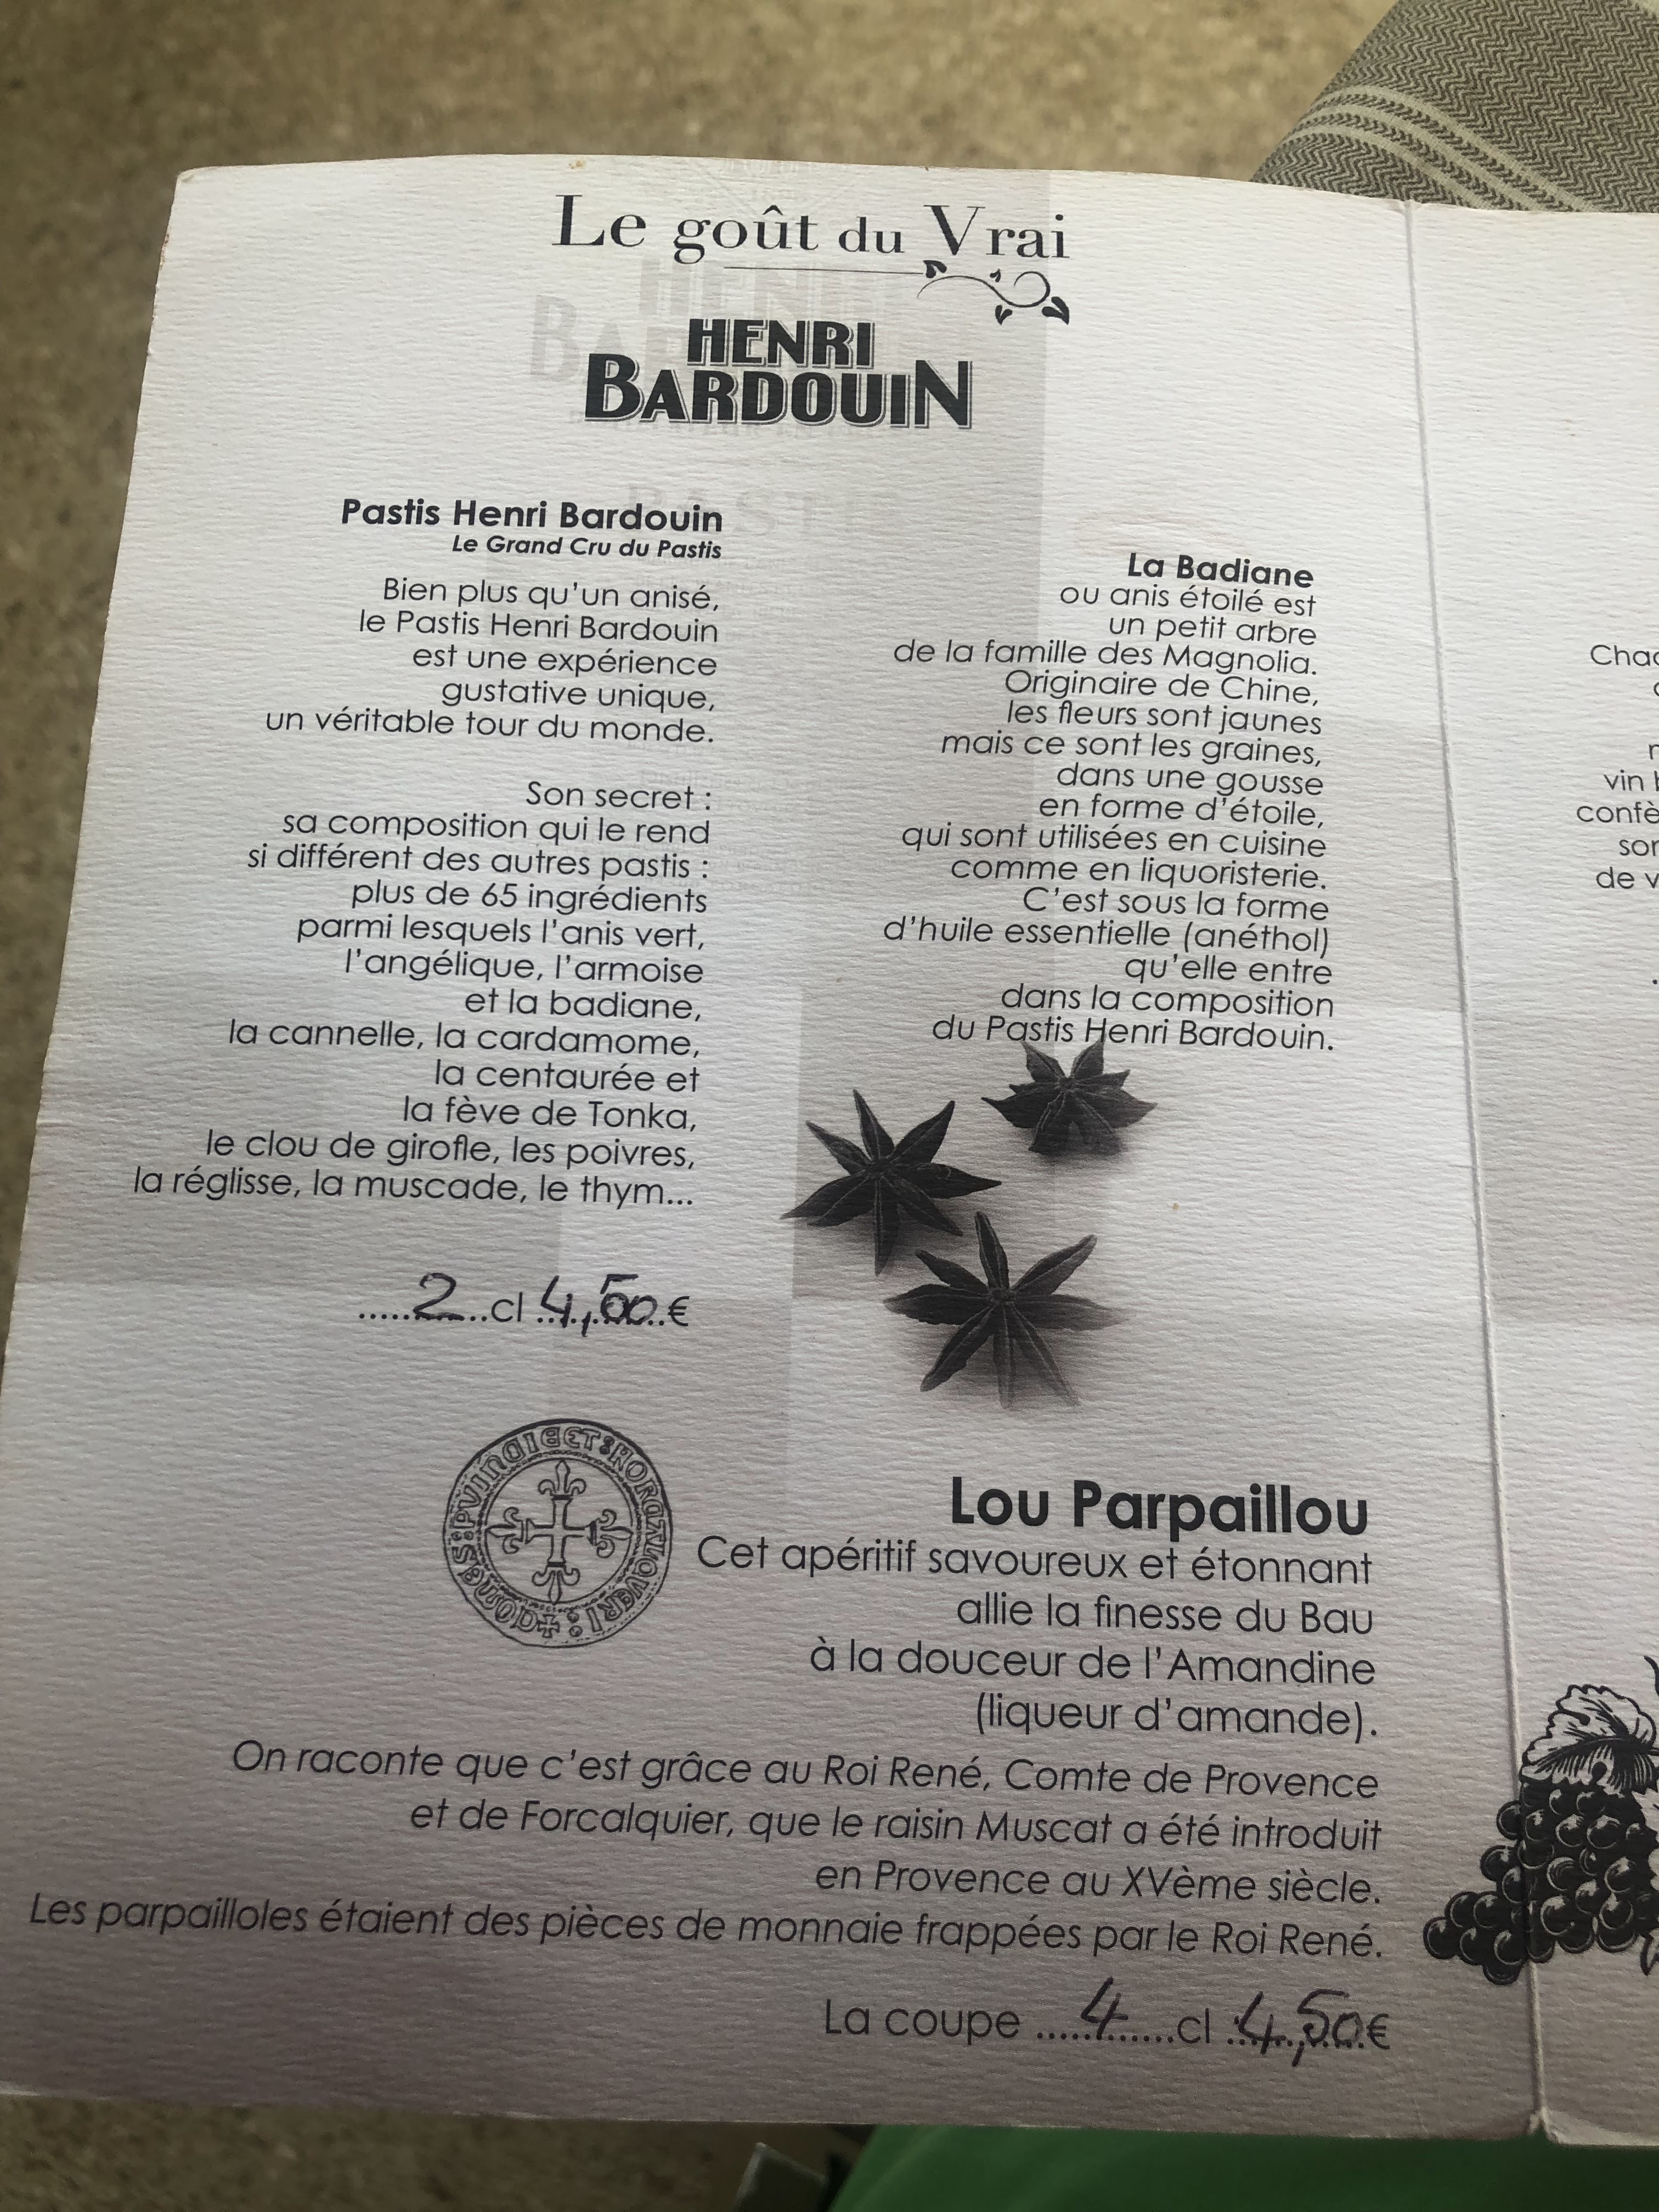 Le goût du Vrai
HENRI
BARDOUIN
Pastis Henri Bardouin
Le Grand Cru du Pastis
Bien plus qu'un anisé,
le Pastis Henri Bardouin
est une expérience
gustative unique,
un véritable tour du monde.
Son secret :
sa composition qui le rend
si différent des autres pastis :
plus de 65 ingrédients
parmi lesquels l'anis vert,
l'angélique, l'armoise
et la badiane,
la cannelle, la cardamome,
la centaurée et
la fève de Tonka,
le clou de girofle, les poivres,
la réglisse, la muscade, le thym...
.....2...cl 4,50 €
La Badiane
ou anis étoilé est
un petit arbre
de la famille des Magnolia.
Originaire de Chine,
les fleurs sont jaunes
mais ce sont les graines,
dans une gousse
en forme d'étoile,
qui sont utilisées en cuisine
comme en liquoristerie.
C'est sous la forme
d'huile essentielle (anéthol)
qu'elle entre
dans la composition
du Pastis Henri Bardouin.
Lou Parpaillou
Cet apéritif savoureux et étonnant
allie la finesse du Bau
à la douceur de l'Amandine
(liqueur d'amande).
On raconte que c'est grâce au Roi René, Comte de Provence
et de Forcalquier, que le raisin Muscat a été introduit
en Provence au XVème siècle.
Les parpailloles étaient des pièces de monnaie frappées par le Roi René.
La coupe .....4......cl 4,50 €
vin
de